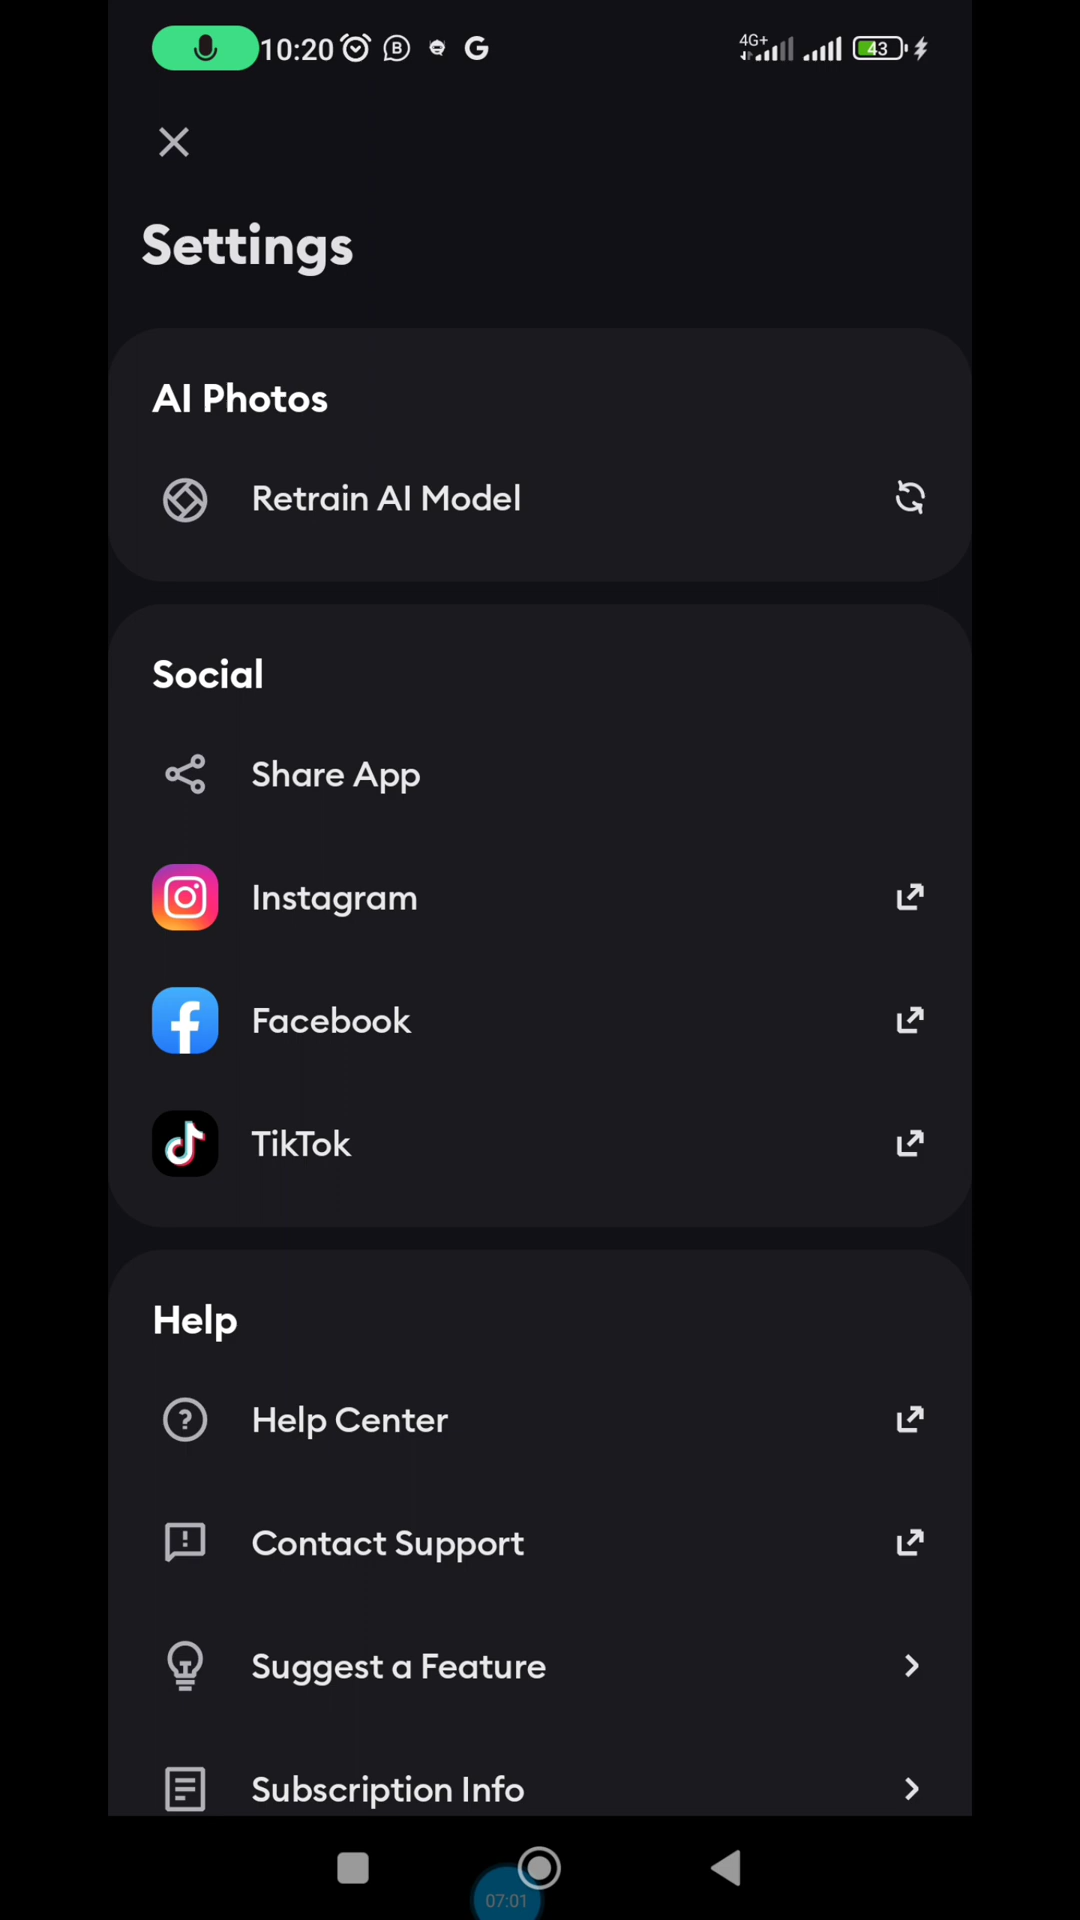 10:20
4G+
43
Settings
AI Photos
Retrain AI Model
Social
Share App
Instagram
Facebook
TikTok
Help
Help Center
Contact Support
Suggest a Feature
Subscription Info
07:01